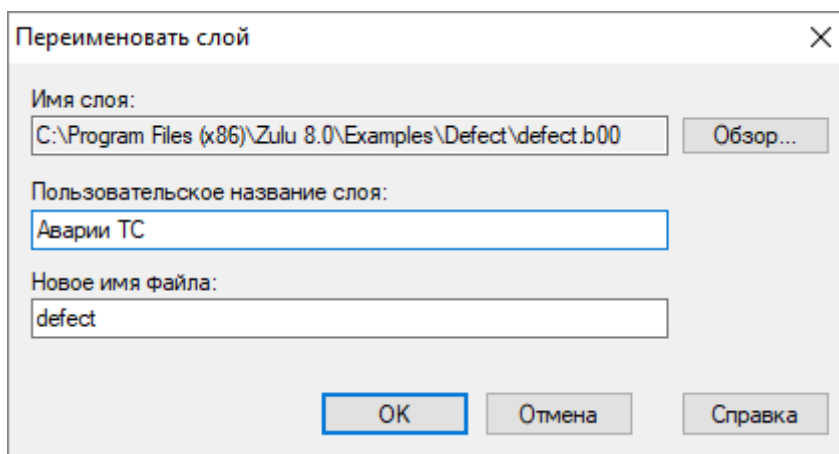 Переименовать слой
Имя слоя:
C:\Program Files (x86)\Zulu 8.0\Examples\Defect\defect.b00
Обзор...
Пользовательское название слоя:
Аварии ТС
Новое имя файла:
defect
OK
Отмена
Справка